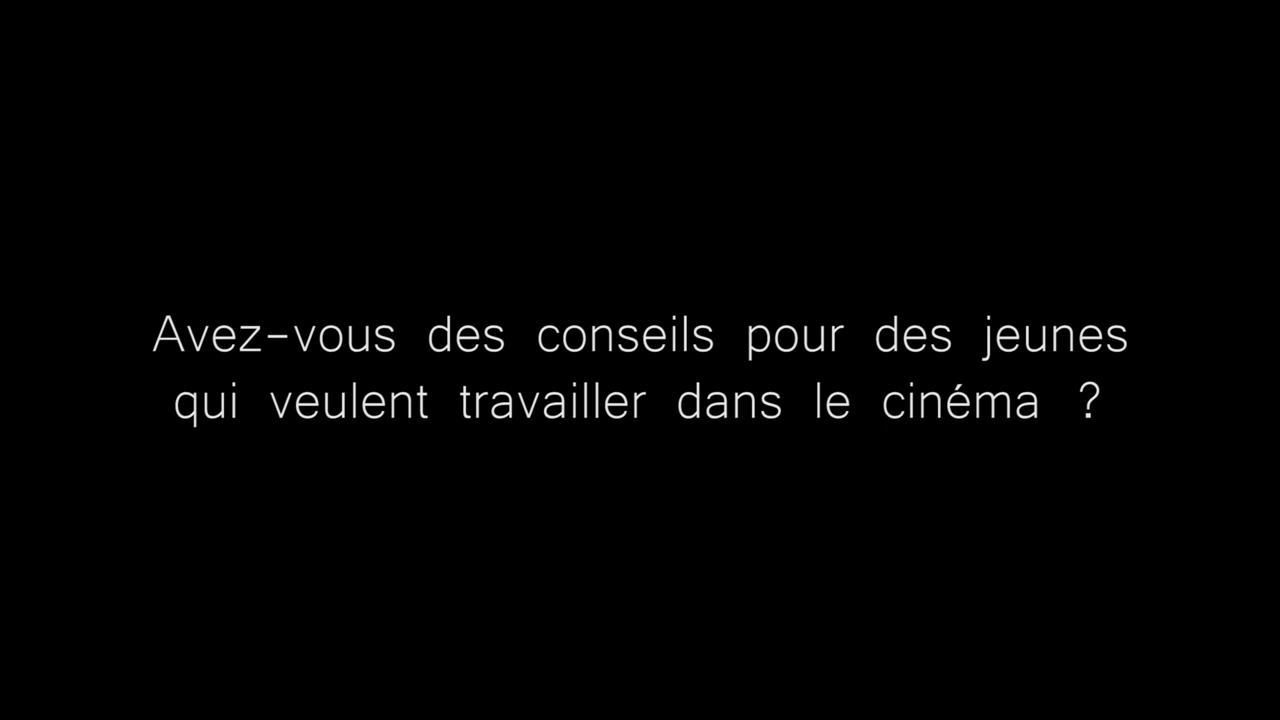 Avez-vous des conseils pour des jeunes
qui veulent travailler dans le cinéma ?